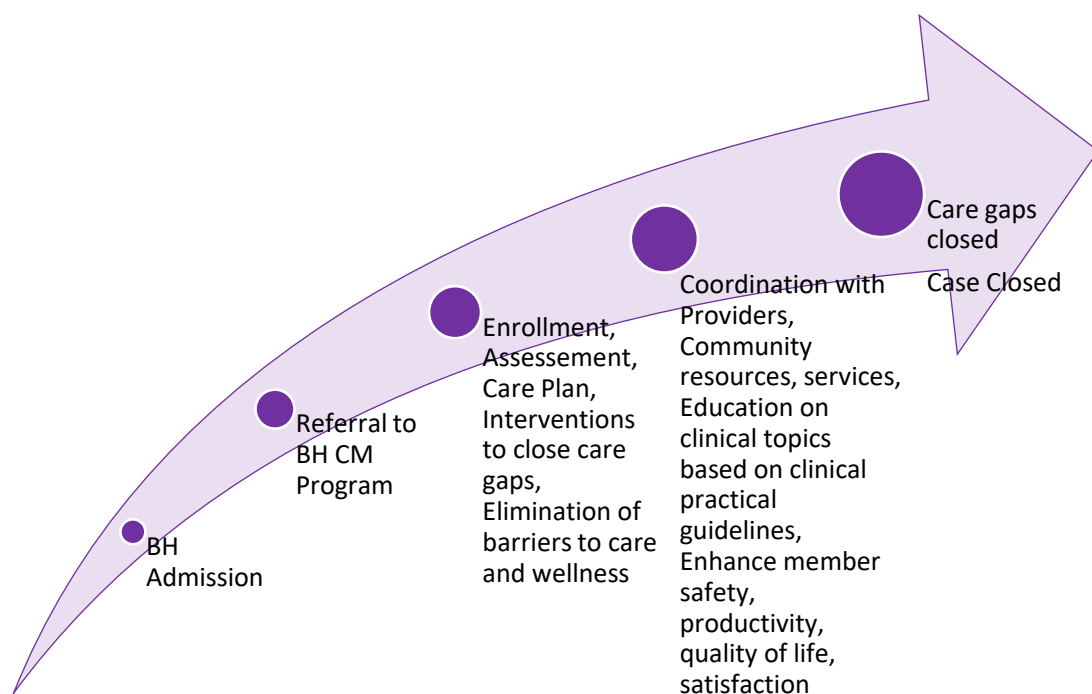 BH
Admission
Referral to
BH CM
Program
Enrollment,
Assessement,
Care Plan,
Interventions
to close care
gaps,
Elimination of
barriers to care
and wellness
Coordination with
Providers,
Community
resources, services,
Education on
clinical topics
based on clinical
practical
guidelines,
Enhance member
safety,
productivity,
quality of life,
satisfaction
Care gaps
closed
Case Closed